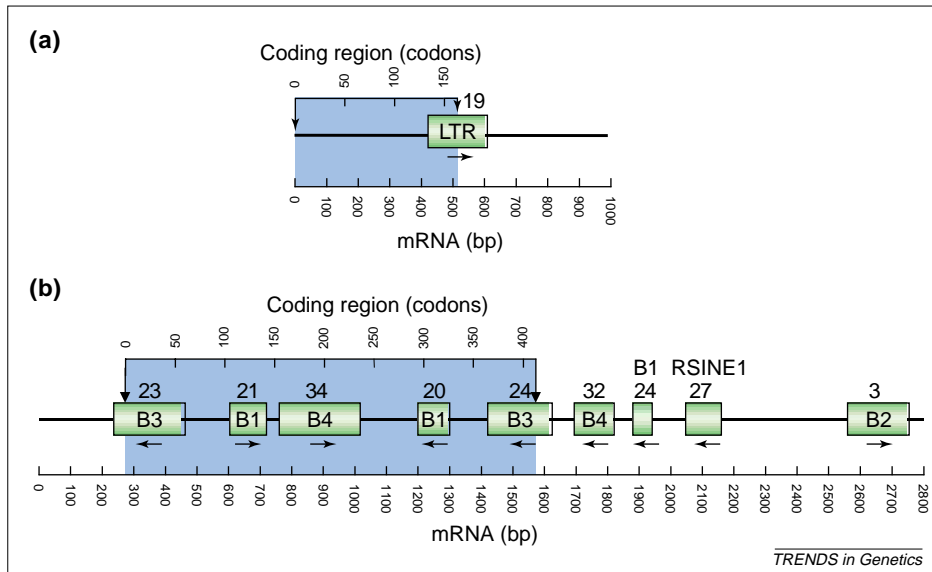 (a)
Coding region (codons)
0 50 100 150
19
LTR
0 100 200 300 400 500 600 700 800 900 1000
mRNA (bp)
(b)
Coding region (codons)
0 50 100 150 200 250 300 350 400
B1 RSINE1
23 21 34 20 24 32 24 27 3
B3 B1 B4 B1 B3 B4 B2
0 100 200 300 400 500 600 700 800 900 1000 1100 1200 1300 1400 1500 1600 1700 1800 1900 2000 2100 2200 2300 2400 2500 2600 2700 2800
mRNA (bp)
TRENDS in Genetics